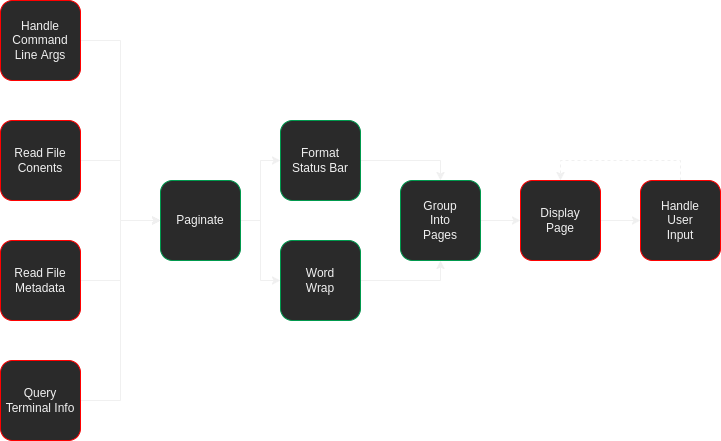 Handle
Command
Line Args
Read File
Conents
Read File
Metadata
Query
Terminal Info
Paginate
Format
Status Bar
Word
Wrap
Group
Into
Pages
Display
Page
Handle
User
Input